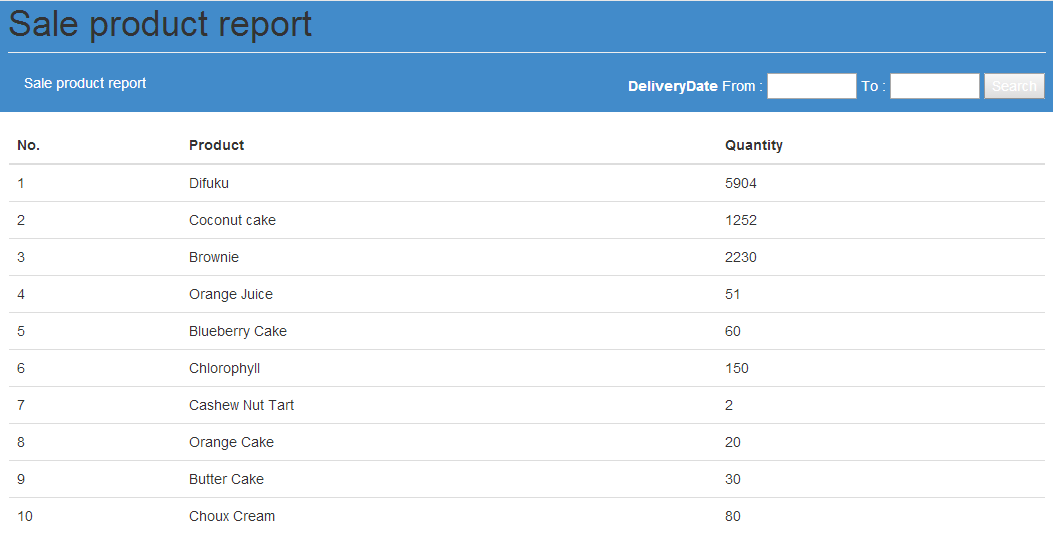 Sale product report
Sale product report DeliveryDate From : To : Search
No. Product Quantity
1 Difuku 5904
2 Coconut cake 1252
3 Brownie 2230
4 Orange Juice 51
5 Blueberry Cake 60
6 Chlorophyll 150
7 Cashew Nut Tart 2
8 Orange Cake 20
9 Butter Cake 30
10 Choux Cream 80